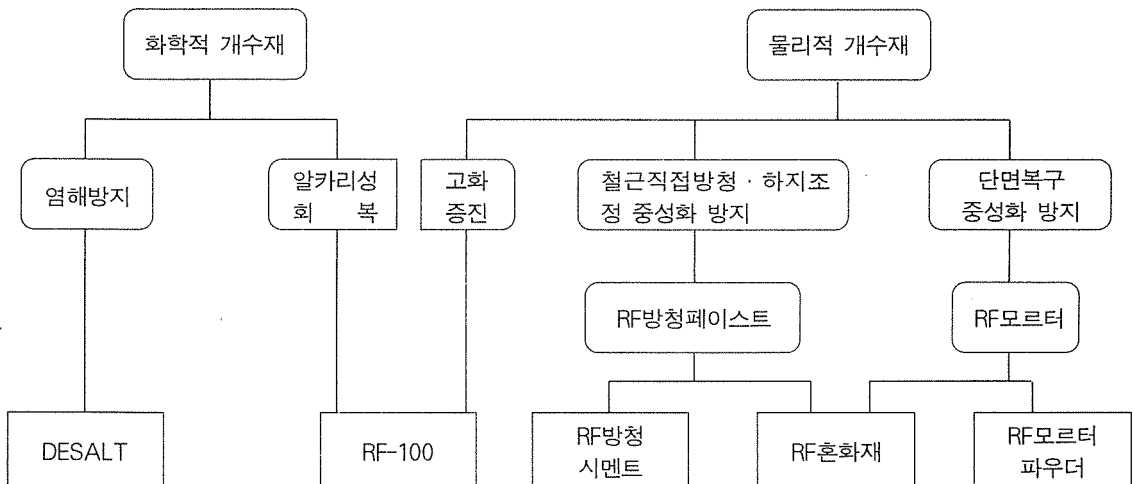 화학적 개수재
물리적 개수재
염해방지
알카리성
회 복
고화
증진
철근직접방청 · 하지조
정 중성화 방지
단면복구
중성화 방지
RF방청페이스트
RF모르터
DESALT
RF-100
RF방청
시멘트
RF혼화재
RF모르터
파우더